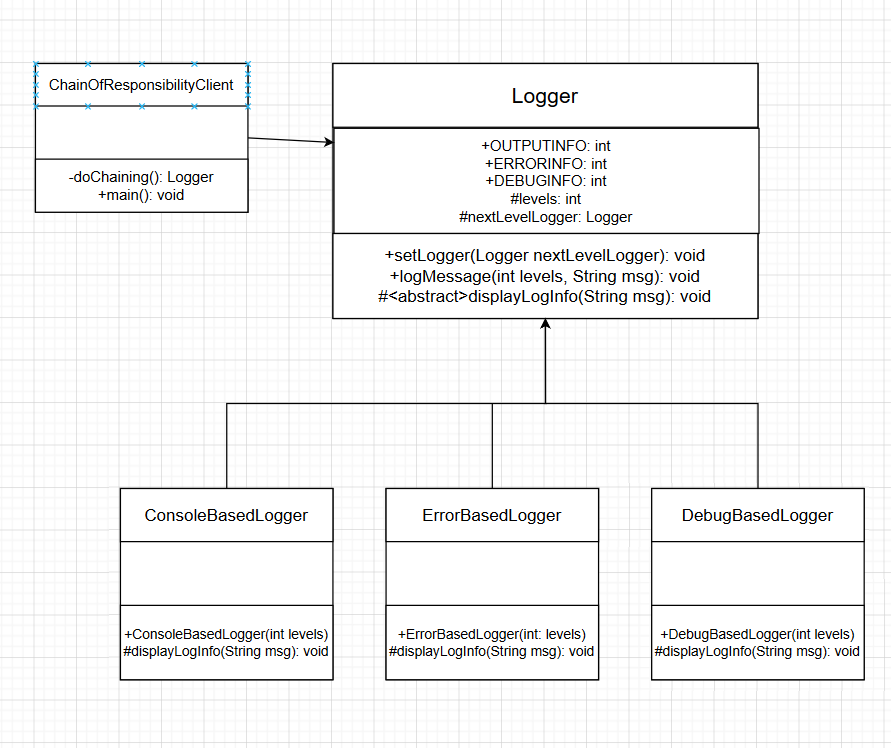 ChainOfResponsibilityClient
-doChaining(): Logger
+main(): void
Logger
+OUTPUTINFO: int
+ERRORINFO: int
+DEBUGINFO: int
#levels: int
#nextLevelLogger: Logger
+setLogger(Logger nextLevelLogger): void
+logMessage(int levels, String msg): void
#<abstract>displayLogInfo(String msg): void
ConsoleBasedLogger
+ConsoleBasedLogger(int levels)
#displayLogInfo(String msg): void
ErrorBasedLogger
+ErrorBasedLogger(int: levels)
#displayLogInfo(String msg): void
DebugBasedLogger
+DebugBasedLogger(int levels)
#displayLogInfo(String msg): void